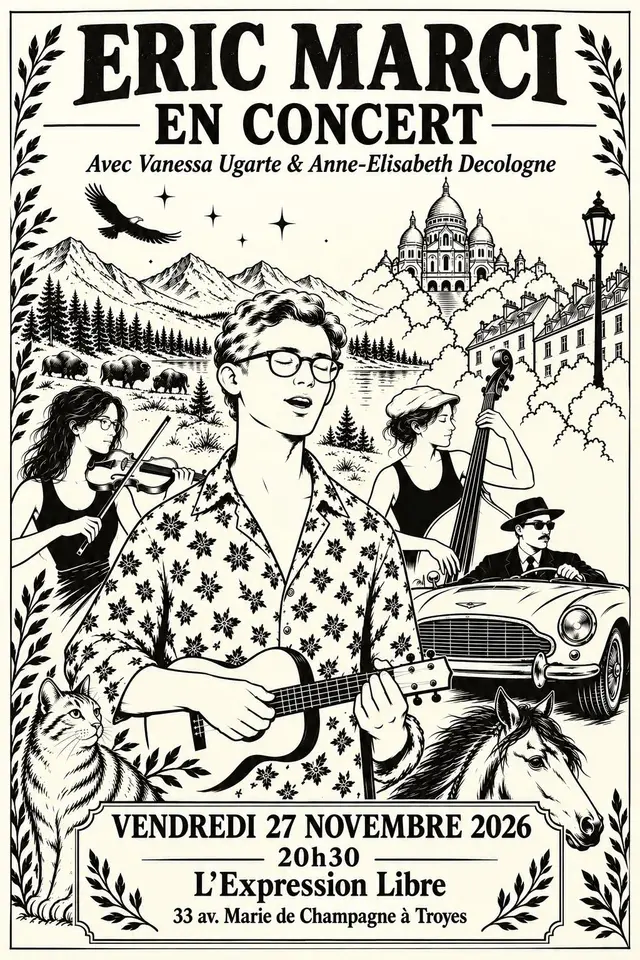 ERIC MARCI
EN CONCERT
Avec Vanessa Ugarte & Anne-Elisabeth Decologne
VENDREDI 27 NOVEMBRE 2026
20h30
L'Expression Libre
33 av. Marie de Champagne à Troyes